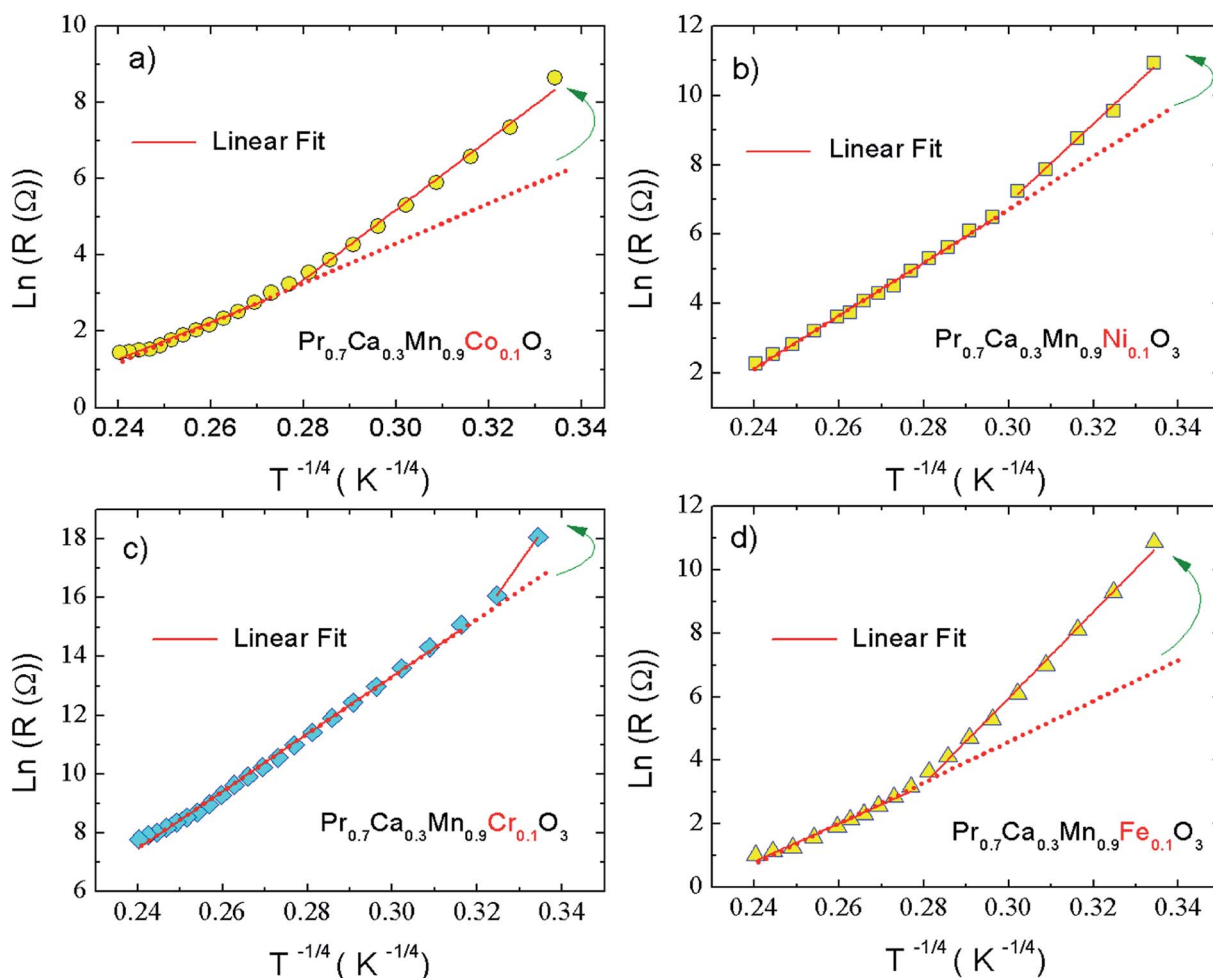 a)
Linear Fit
Pr0.7Ca0.3Mn0.9Co0.1O3
Ln (R (Ω))
10
8
6
4
2
0
0.24 0.26 0.28 0.30 0.32 0.34
T -1/4 ( K -1/4)
b)
Linear Fit
Pr0.7Ca0.3Mn0.9Ni0.1O3
Ln (R (Ω))
12
10
8
6
4
2
0.24 0.26 0.28 0.30 0.32 0.34
T -1/4 ( K -1/4)
c)
Linear Fit
Pr0.7Ca0.3Mn0.9Cr0.1O3
Ln (R (Ω))
18
16
14
12
10
8
6
0.24 0.26 0.28 0.30 0.32 0.34
T -1/4 ( K -1/4)
d)
Linear Fit
Pr0.7Ca0.3Mn0.9Fe0.1O3
Ln (R (Ω))
12
10
8
6
4
2
0
0.24 0.26 0.28 0.30 0.32 0.34
T -1/4 ( K -1/4)